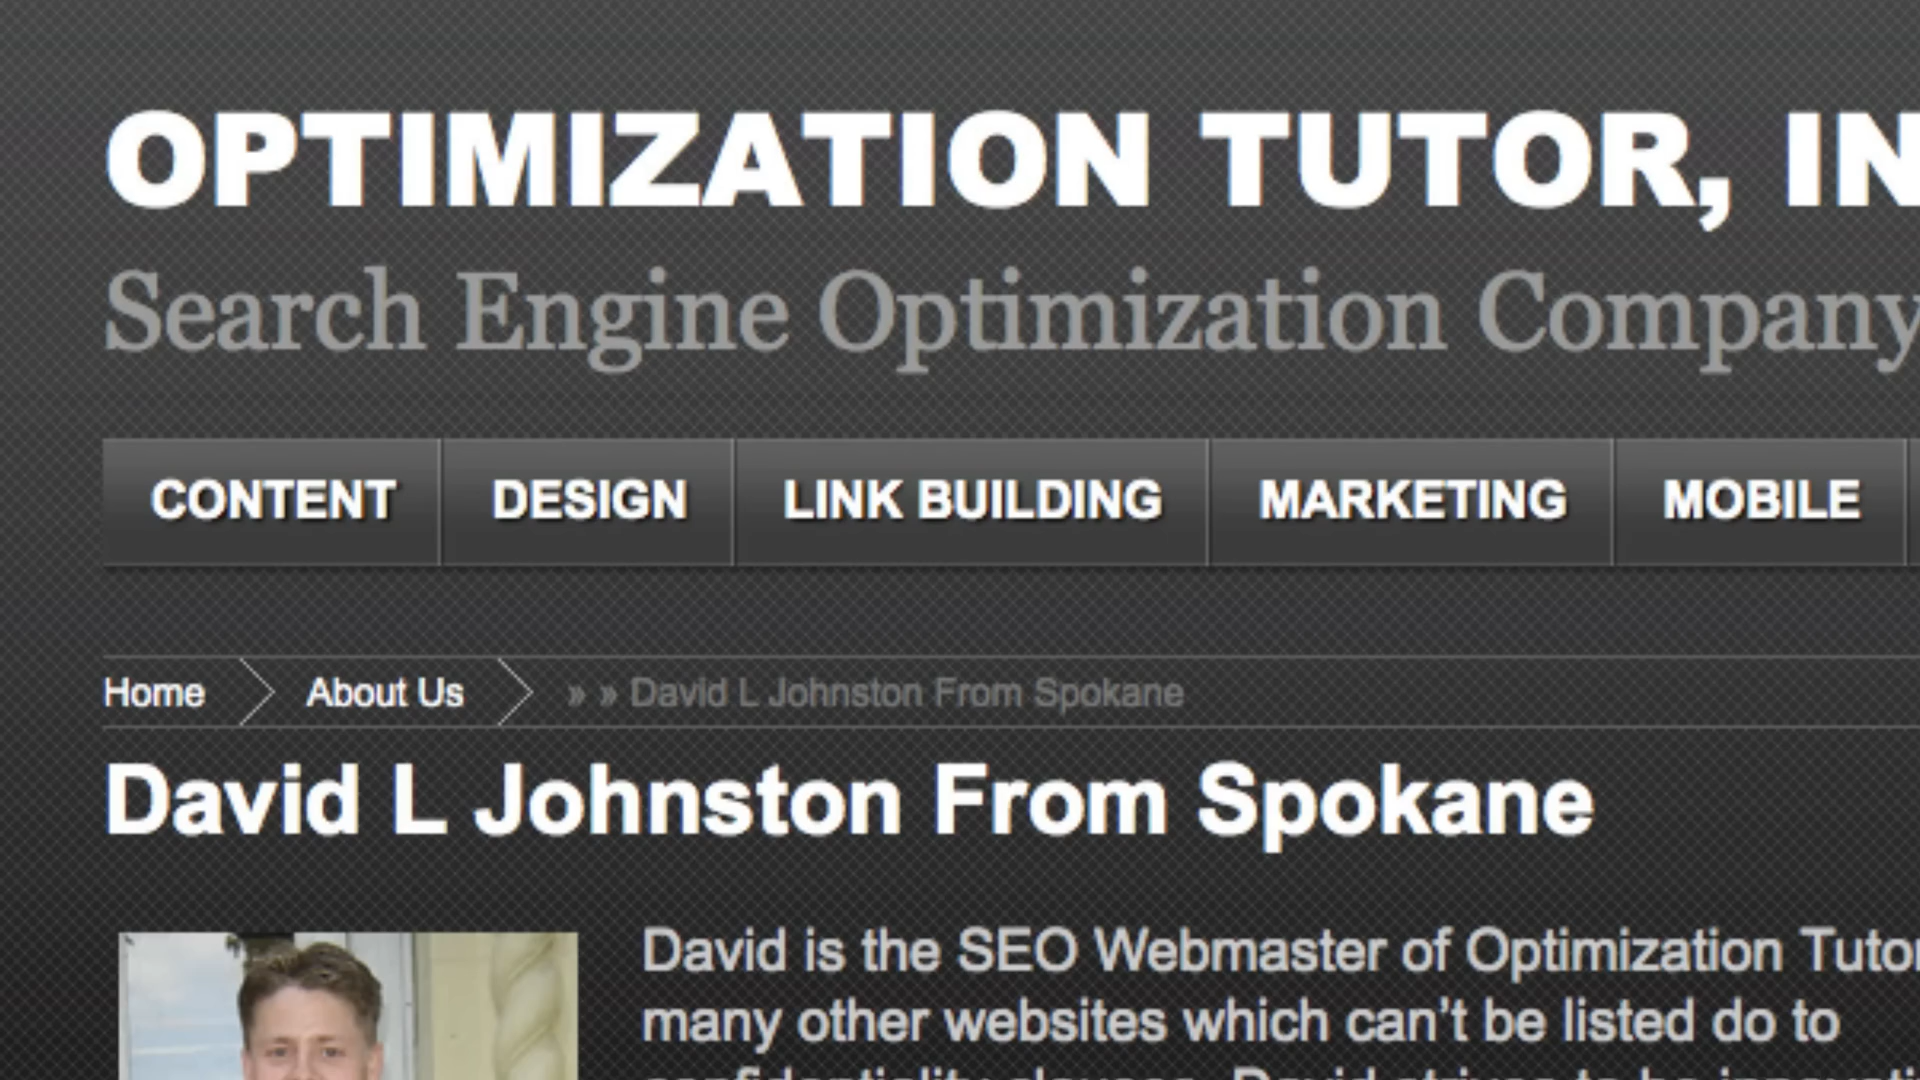 OPTIMIZATION TUTOR,
Search Engine Optimization Company
CONTENT DESIGN LINK BUILDING MARKETING MOBILE
Home About Us » » David L Johnston From Spokane
David L Johnston From Spokane
David is the SEO Webmaster of Optimization Tutor
many other websites which can’t be listed do to